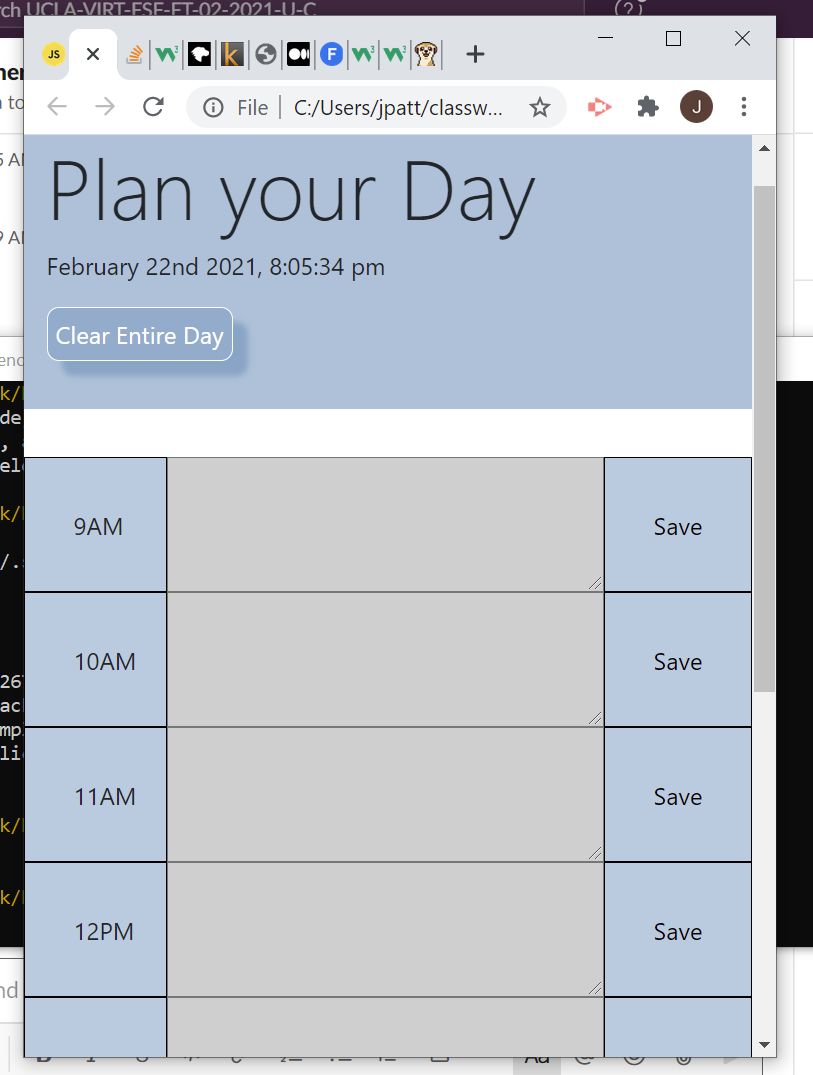 rch UCLA-VIRT-FSF-FT-02-2021-U-C
JS
File C:/Users/jpatt/classw...
J
Plan your Day
February 22nd 2021, 8:05:34 pm
Clear Entire Day
9AM Save
10AM Save
11AM Save
12PM Save